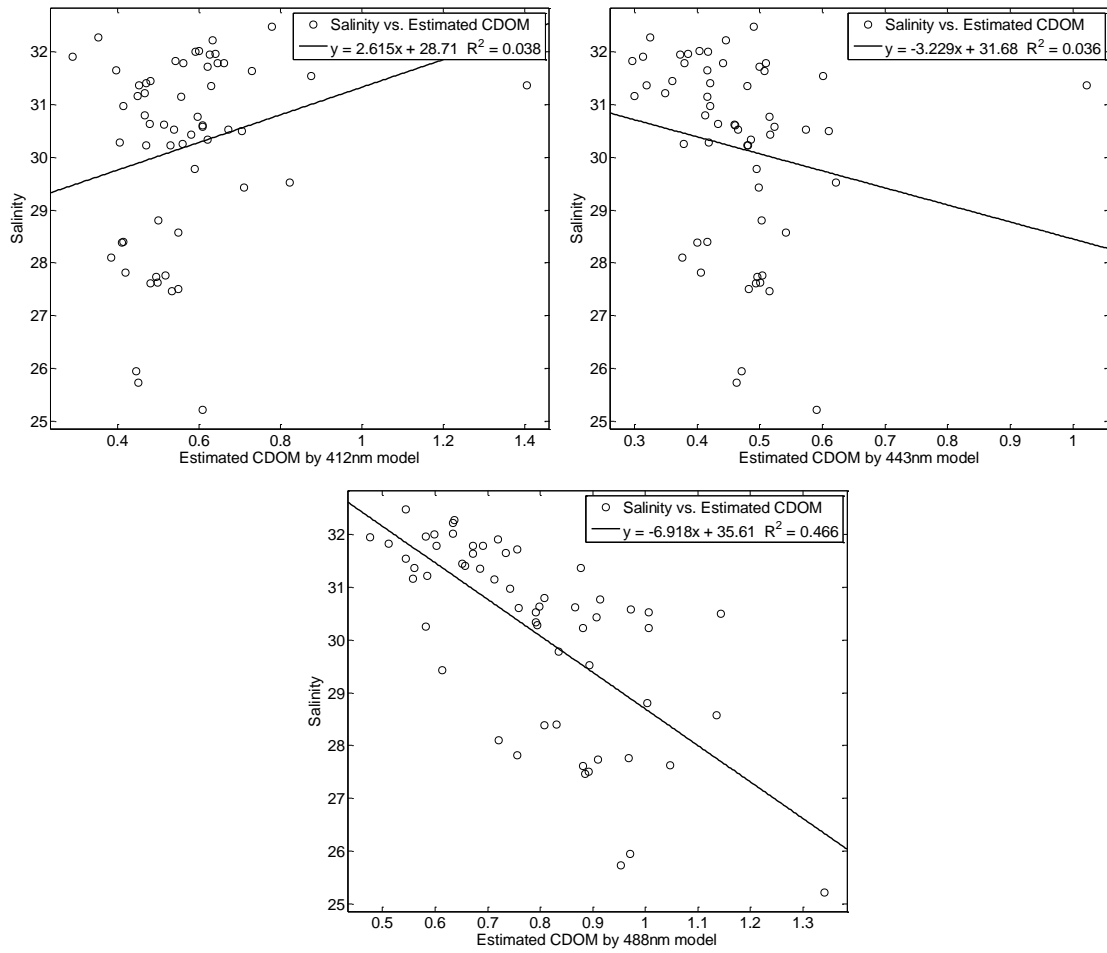 Salinity vs. Estimated CDOM
y = 2.615x + 28.71 R² = 0.038
32
31
30
29
28
27
26
25
Salinity
0.4 0.6 0.8 1 1.2 1.4
Estimated CDOM by 412nm model
Salinity vs. Estimated CDOM
y = -3.229x + 31.68 R² = 0.036
32
31
30
29
28
27
26
25
Salinity
0.3 0.4 0.5 0.6 0.7 0.8 0.9 1
Estimated CDOM by 443nm model
Salinity vs. Estimated CDOM
y = -6.918x + 35.61 R² = 0.466
32
31
30
29
28
27
26
25
Salinity
0.5 0.6 0.7 0.8 0.9 1 1.1 1.2 1.3
Estimated CDOM by 488nm model